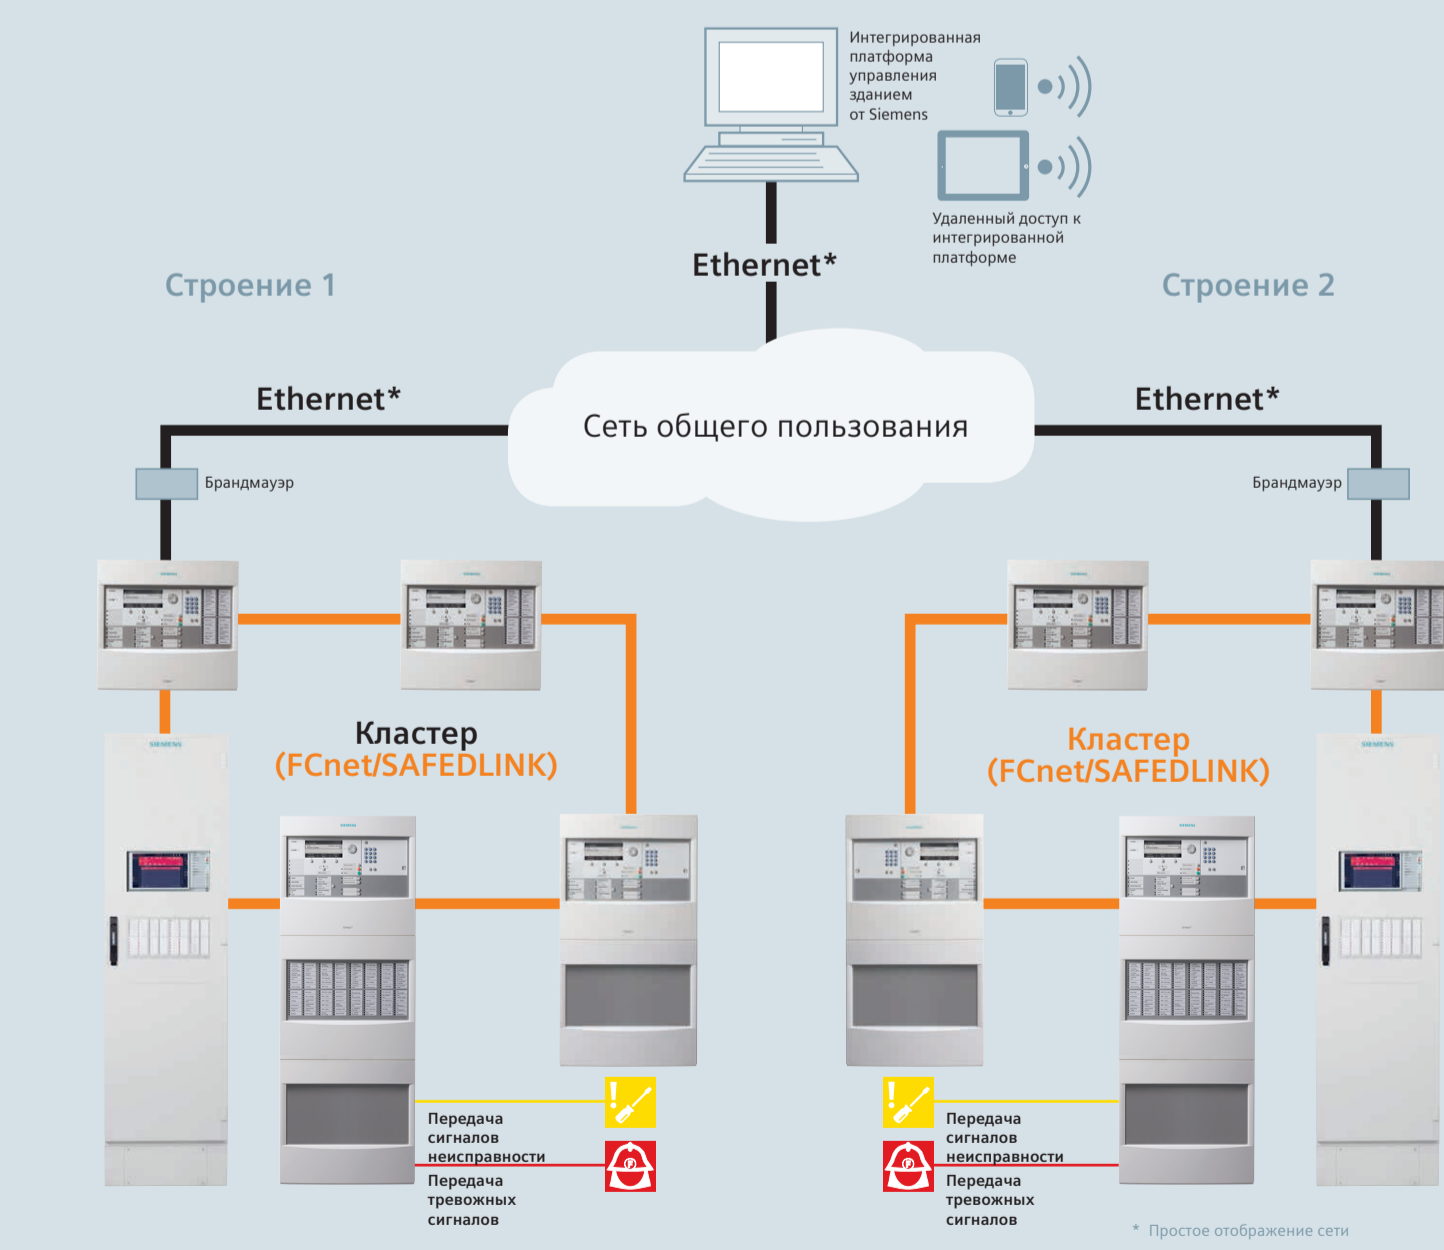 Интегрированная
платформа
управления
зданием
от Siemens
Удаленный доступ к
интегрированной
платформе
Ethernet*
Строение 1
Строение 2
Ethernet*
Ethernet*
Сеть общего пользования
Брандмауэр
Брандмауэр
Кластер
(FCnet/SAFEDLINK)
Кластер
(FCnet/SAFEDLINK)
SIEMENS
SIEMENS
Передача
сигналов
неисправности
Передача
тревожных
сигналов
Передача
сигналов
неисправности
Передача
тревожных
сигналов
* Простое отображение сети